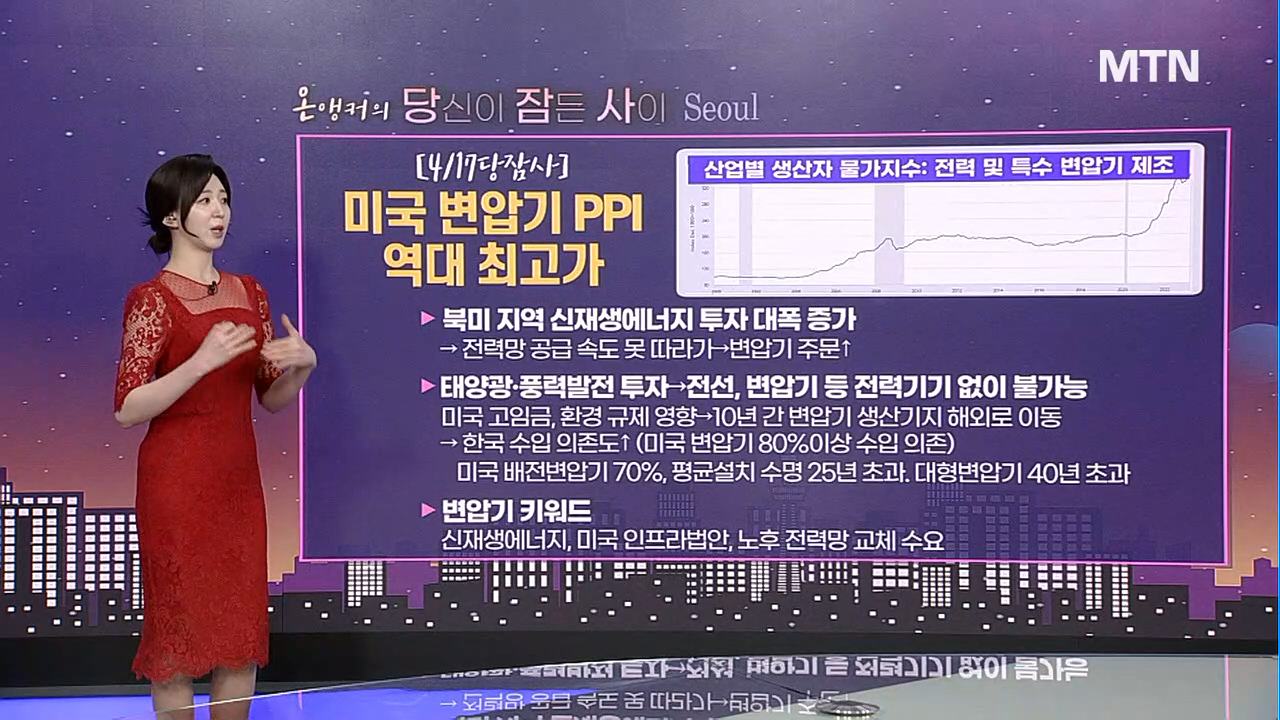 MTN
온앵커의 당신이 잠든 사이 Seoul
[4/17당잠사]
미국 변압기 PPI
역대 최고가
산업별 생산자 물가지수: 전력 및 특수 변압기 제조
▶ 북미 지역 신재생에너지 투자 대폭 증가
→ 전력망 공급 속도 못 따라가→변압기 주문↑
▶ 태양광·풍력발전 투자→전선, 변압기 등 전력기기 없이 불가능
미국 고임금, 환경 규제 영향→10년 간 변압기 생산기지 해외로 이동
→ 한국 수입 의존도↑ (미국 변압기 80%이상 수입 의존)
미국 배전변압기 70%, 평균설치 수명 25년 초과. 대형변압기 40년 초과
▶ 변압기 키워드
신재생에너지, 미국 인프라법안, 노후 전력망 교체 수요